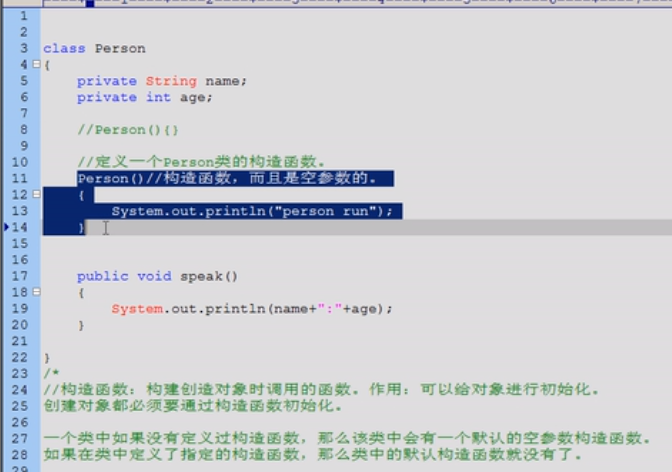 1
2
3 class Person
4 {
5 private String name;
6 private int age;
7
8 //Person(){}
9
10 //定义一个Person类的构造函数。
11 Person()//构造函数,而且是空参数的。
12 {
13 System.out.println("person run");
14 }
15
16
17 public void speak()
18 {
19 System.out.println(name+":"+age);
20 }
21
22 }
23 /*
24 //构造函数:构建创造对象时调用的函数。作用:可以给对象进行初始化。
25 创建对象都必须要通过构造函数初始化。
26
27 一个类中如果没有定义过构造函数,那么该类中会有一个默认的空参数构造函数。
28 如果在类中定义了指定的构造函数,那么类中的默认构造函数就没有了。
29